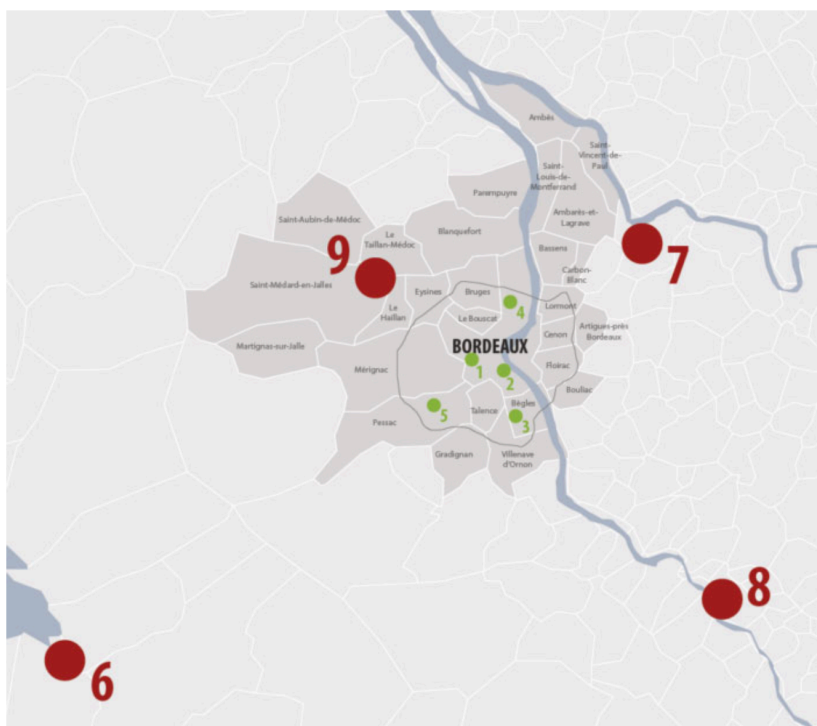 Ambès
Saint-
Vincent-de-
Paul
Saint-
Louis-de-
Montferrand
Parempuyre
Ambarès-et-
Lagrave
Saint-Aubin-de-Médoc
Le
Taillan-Médoc
Blanquefort
9
7
Bassens
Carbon-
Blanc
Saint-Médard-en-Jalles
Eysines
Bruges
4
Le
Haillan
Lormont
Le Bouscat
Artigues-près
Bordeaux
Cenon
Martignas-sur-Jalle
BORDEAUX
Mérignac
1
2
Floirac
Bouliac
5
Talence
Bègles
3
Pessac
Gradignan
Villenave
d'Ornon
8
6